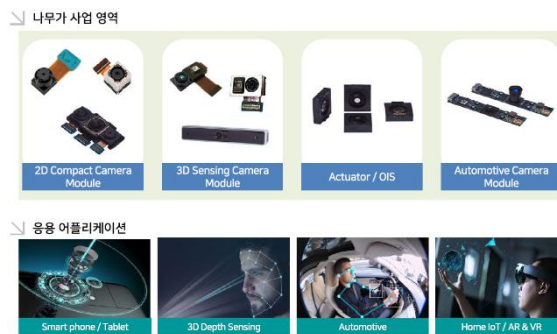 나무가 사업 영역
2D Compact Camera
Module
3D Sensing Camera
Module
Actuator / OIS
Automotive Camera
Module
응용 어플리케이션
Smart phone / Tablet
3D Depth Sensing
Automotive
Home IoT / AR & VR